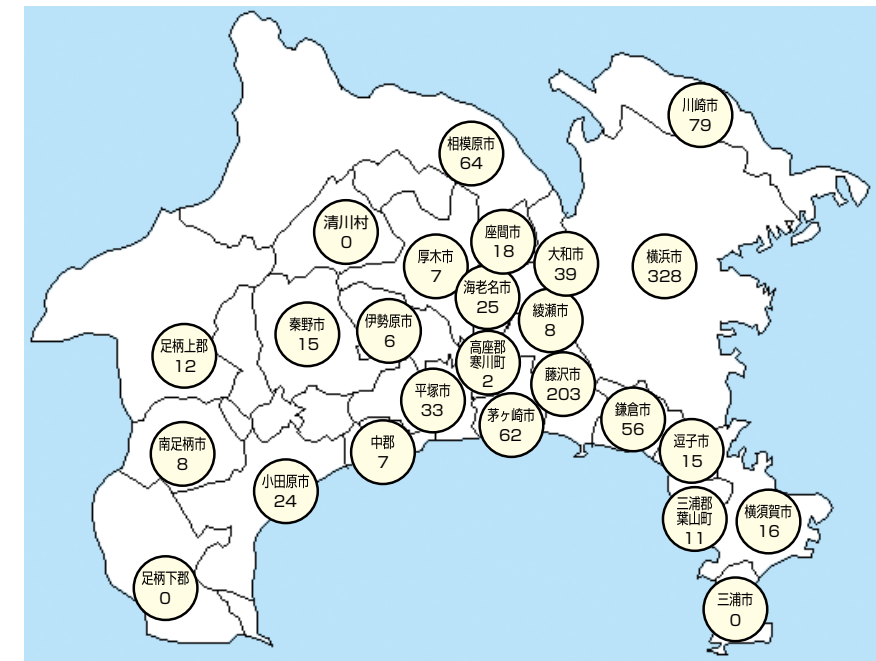 川崎市
79
相模原市
64
清川村
0
座間市
18
厚木市
7
大和市
39
横浜市
328
海老名市
25
綾瀬市
8
秦野市
15
伊勢原市
6
足柄上郡
12
高座郡
寒川町
2
藤沢市
203
平塚市
33
茅ヶ崎市
62
鎌倉市
56
南足柄市
8
中郡
7
逗子市
15
小田原市
24
三浦郡
葉山町
11
横須賀市
16
足柄下郡
0
三浦市
0